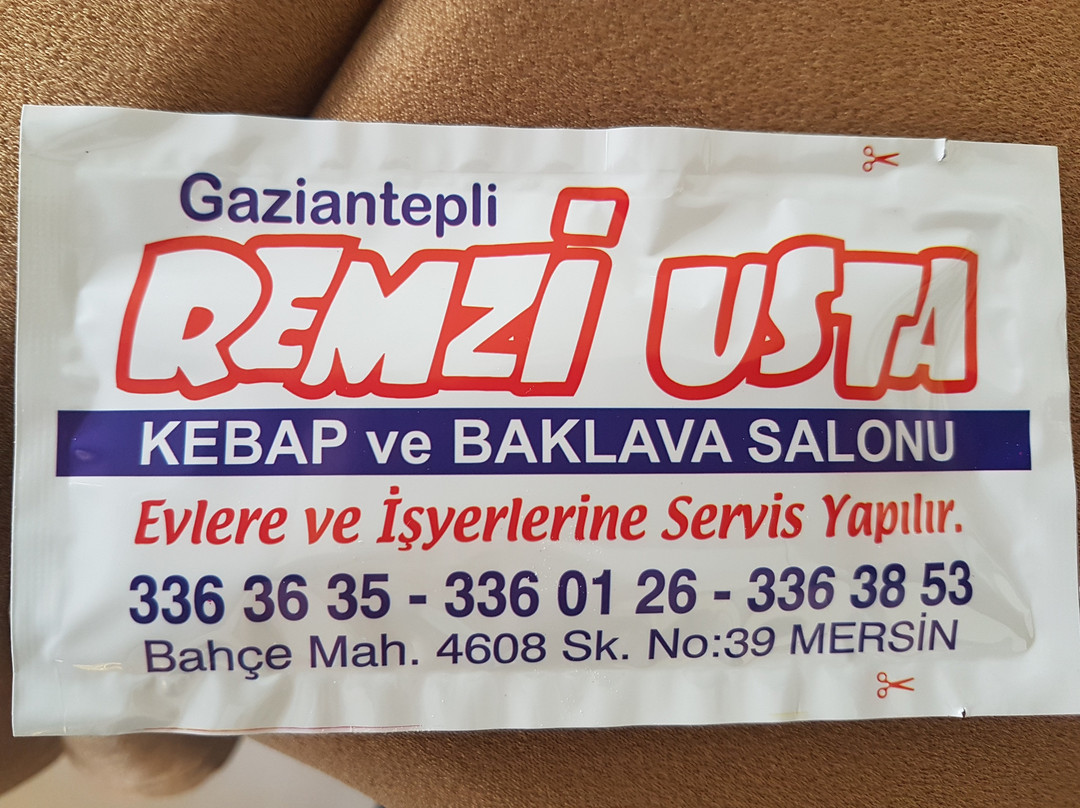 Gaziantepli
REMZİ USTA
KEBAP ve BAKLAVA SALONU
Evlere ve İşyerlerine Servis Yapılır.
336 36 35 - 336 01 26 - 336 38 53
Bahçe Mah. 4608 Sk. No:39 MERSİN